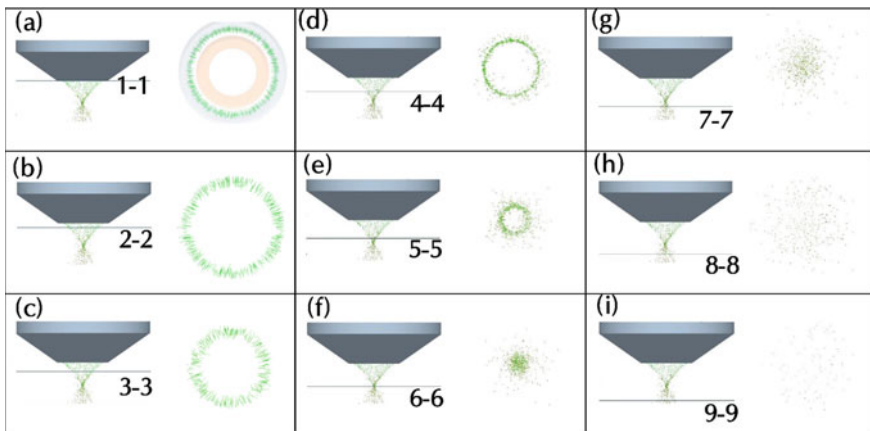 (a)
1-1
(b)
2-2
(c)
3-3
(d)
4-4
(e)
5-5
(f)
6-6
(g)
7-7
(h)
8-8
(i)
9-9